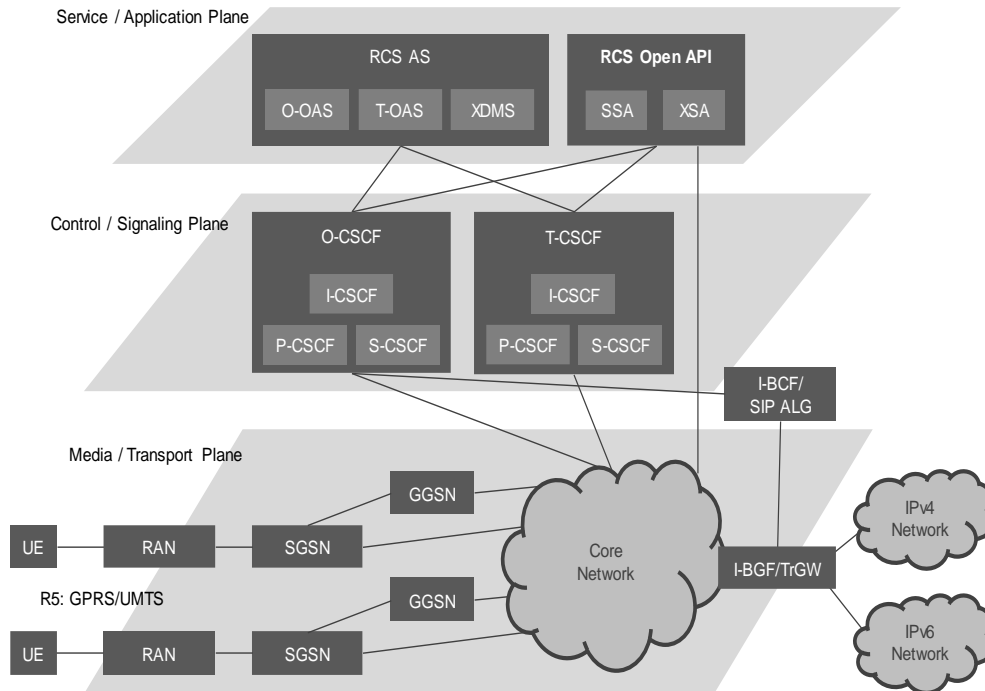 Service / Application Plane
RCS AS
RCS Open API
O-OAS
T-OAS
XDMS
SSA
XSA
Control / Signaling Plane
O-CSCF
T-CSCF
I-CSCF
I-CSCF
P-CSCF
S-CSCF
P-CSCF
S-CSCF
I-BCF/
SIP ALG
Media / Transport Plane
GGSN
UE
RAN
SGSN
Core
Network
I-BGF/TrGW
IPv4
Network
R5: GPRS/UMTS
GGSN
UE
RAN
SGSN
IPv6
Network